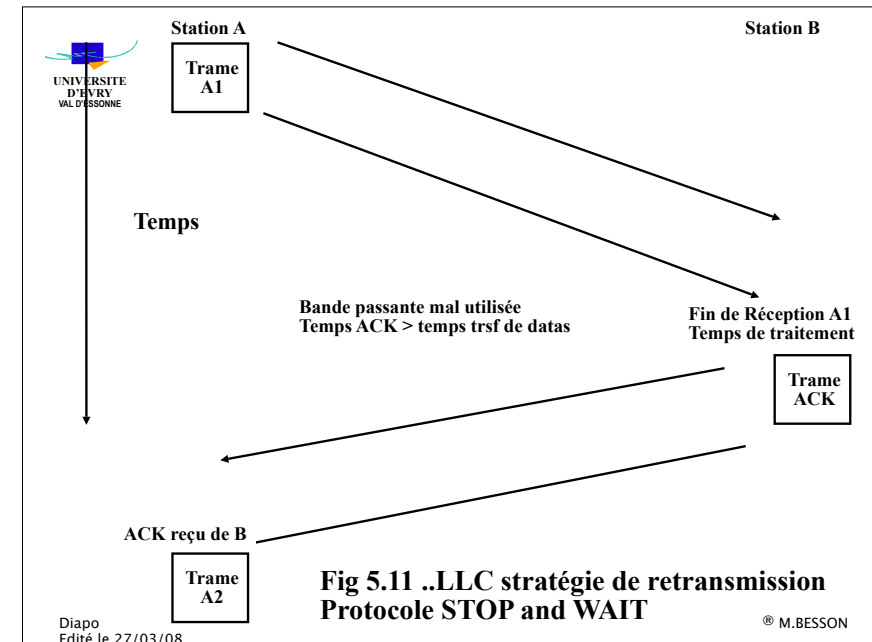 Station A
Station B
UNIVERSITE
D'EVRY
VAL D'ESSONNE
Trame
A1
Temps
Bande passante mal utilisée
Temps ACK > temps trsf de datas
Fin de Réception A1
Temps de traitement
Trame
ACK
ACK reçu de B
Trame
A2
Fig 5.11 ..LLC stratégie de retransmission
Protocole STOP and WAIT
® M.BESSON
Diapo
Edité le 27/03/08